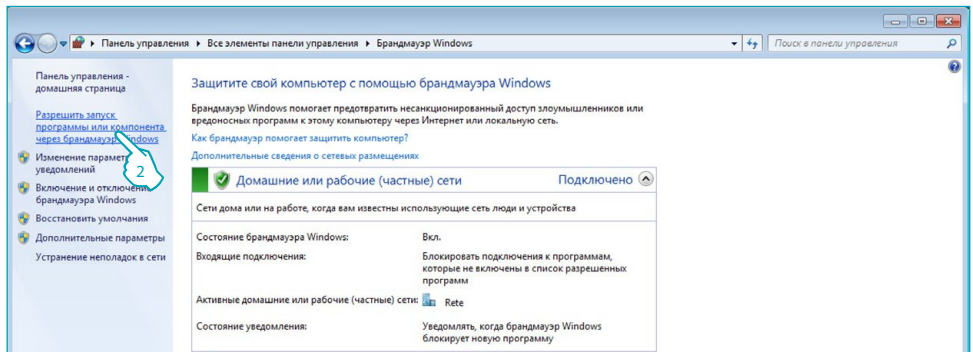 Панель управления ▸ Все элементы панели управления ▸ Брандмауэр Windows
Поиск в панели управления
Панель управления -
домашняя страница
Разрешить запуск
программы или компонента
через брандмауэр Windows
Изменение параметров
уведомлений
2
Включение и отключение
брандмауэра Windows
Восстановить умолчания
Дополнительные параметры
Устранение неполадок в сети
Защитите свой компьютер с помощью брандмауэра Windows
Брандмауэр Windows помогает предотвратить несанкционированный доступ злоумышленников или
вредоносных программ к этому компьютеру через Интернет или локальную сеть.
Как брандмауэр помогает защитить компьютер?
Дополнительные сведения о сетевых размещениях
Домашние или рабочие (частные) сети Подключено
Сети дома или на работе, когда вам известны использующие сеть люди и устройства
Состояние брандмауэра Windows: Вкл.
Входящие подключения: Блокировать подключения к программам,
которые не включены в список разрешенных
программ
Активные домашние или рабочие (частные) сети: Rete
Состояние уведомления: Уведомлять, когда брандмауэр Windows
блокирует новую программу